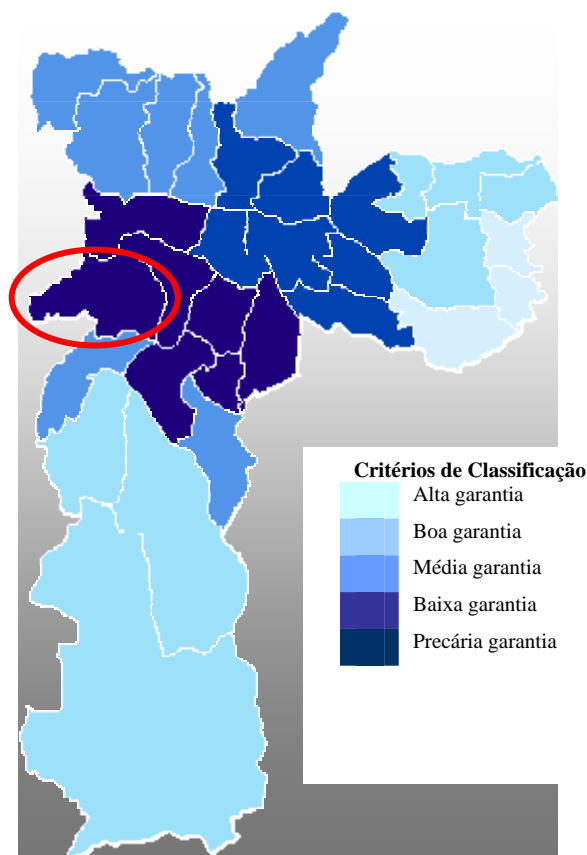 Critérios de Classificação
Alta garantia
Boa garantia
Média garantia
Baixa garantia
Precária garantia